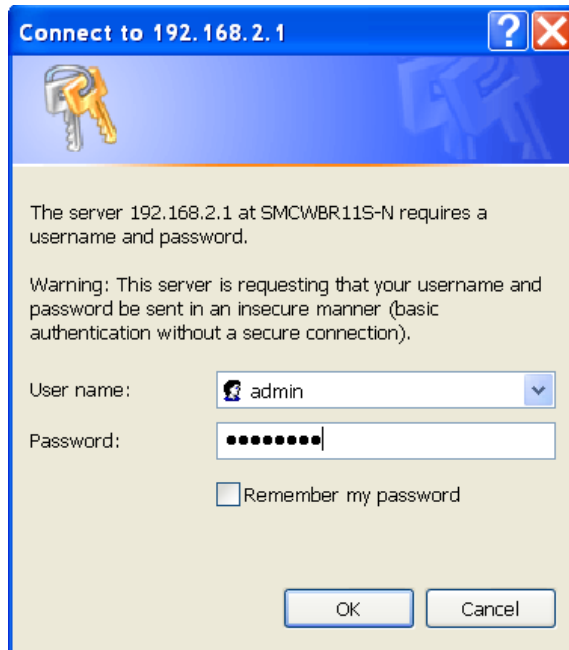 Connect to 192.168.2.1
The server 192.168.2.1 at SMCWBR11S-N requires a
username and password.
Warning: This server is requesting that your username and
password be sent in an insecure manner (basic
authentication without a secure connection).
User name: admin
Password: ••••••••
Remember my password
OK Cancel